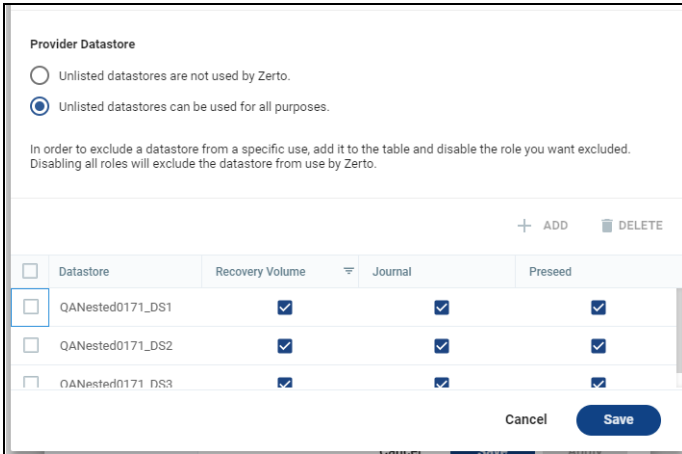 Provider Datastore
Unlisted datastores are not used by Zerto.
Unlisted datastores can be used for all purposes.
In order to exclude a datastore from a specific use, add it to the table and disable the role you want excluded.
Disabling all roles will exclude the datastore from use by Zerto.
+ ADD DELETE
Datastore Recovery Volume Journal Preseed
QANested0171_DS1
QANested0171_DS2
QANested0171_DS3
Cancel Save
Cancel Save Apply